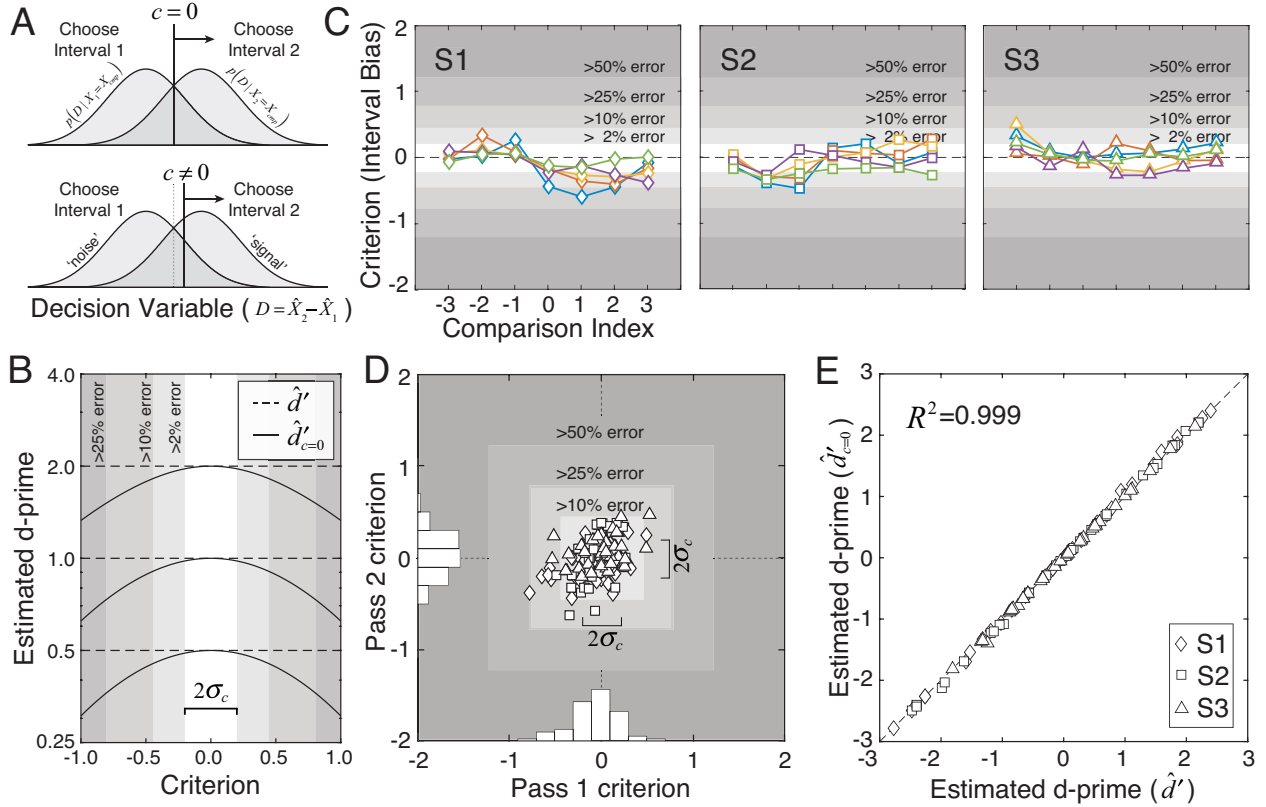 A
c = 0
Choose
Interval 1
Choose
Interval 2
p(D | X₁=X_cmp)
p(D | X₂=X_cmp)
c ≠ 0
Choose
Interval 1
Choose
Interval 2
'noise'
'signal'
Decision Variable ( D = X̂₂ − X̂₁ )
C
Criterion (Interval Bias)
2
1
0
-1
-2
S1
>50% error
>25% error
>10% error
> 2% error
-3 -2 -1 0 1 2 3
Comparison Index
S2
>50% error
>25% error
>10% error
> 2% error
S3
>50% error
>25% error
>10% error
> 2% error
B
Estimated d-prime
4.0
2.0
1.0
0.5
0.25
>25% error
>10% error
>2% error
d̂′
d̂′c=0
2σc
-1.0 -0.5 0.0 0.5 1.0
Criterion
D
Pass 2 criterion
2
1
0
-1
-2
>50% error
>25% error
>10% error
2σc
2σc
-2 -1 0 1 2
Pass 1 criterion
E
Estimated d-prime (d̂′c=0)
3
2
1
0
-1
-2
-3
R²=0.999
S1
S2
S3
-3 -2 -1 0 1 2 3
Estimated d-prime (d̂′)